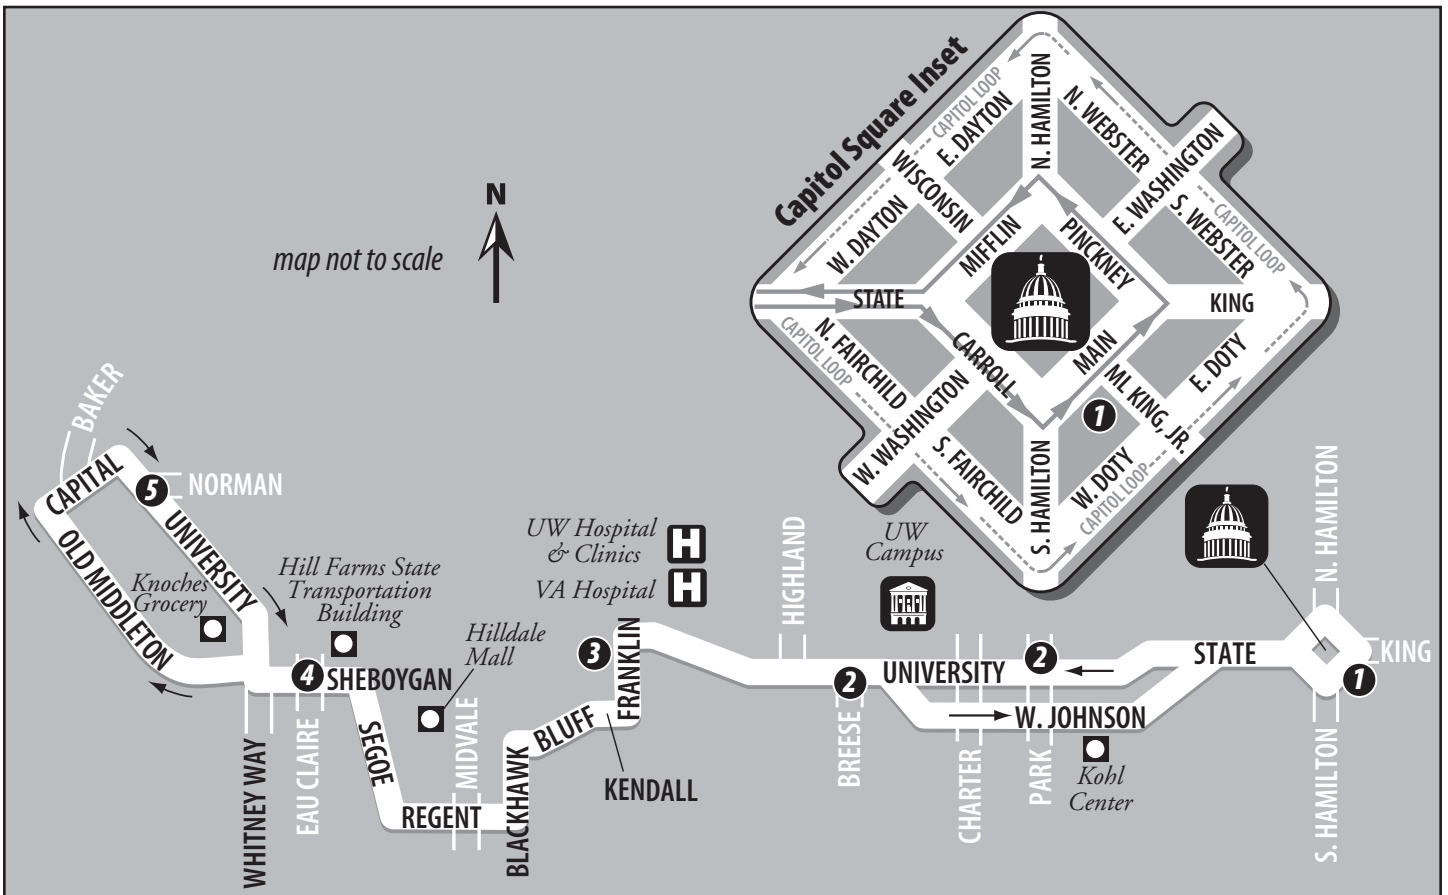 Capitol Square Inset
CAPITOL LOOP
E. DAYTON
N. HAMILTON
N. WEBSTER
E. WASHINGTON
WISCONSIN
W. DAYTON
MIFFLIN
PINCKNEY
S. WEBSTER
CAPITOL LOOP
STATE
KING
N. FAIRCHILD
CAPITOL LOOP
CARROLL
MAIN
ML KING, JR.
E. DOTY
1
W. WASHINGTON
S. FAIRCHILD
S. HAMILTON
W. DOTY
CAPITOL LOOP
N
map not to scale
BAKER
CAPITAL
5
NORMAN
UNIVERSITY
OLD MIDDLETON
Knoches
Grocery
Hill Farms State
Transportation
Building
4
SHEBOYGAN
WHITNEY WAY
EAU CLAIRE
SEGOE
Hilldale
Mall
MIDVALE
REGENT
BLACKHAWK
BLUFF
KENDALL
3
FRANKLIN
UW Hospital
& Clinics
H
VA Hospital
H
HIGHLAND
UW
Campus
2
BREESE
UNIVERSITY
2
CHARTER
PARK
W. JOHNSON
Kohl
Center
STATE
N. HAMILTON
KING
1
S. HAMILTON